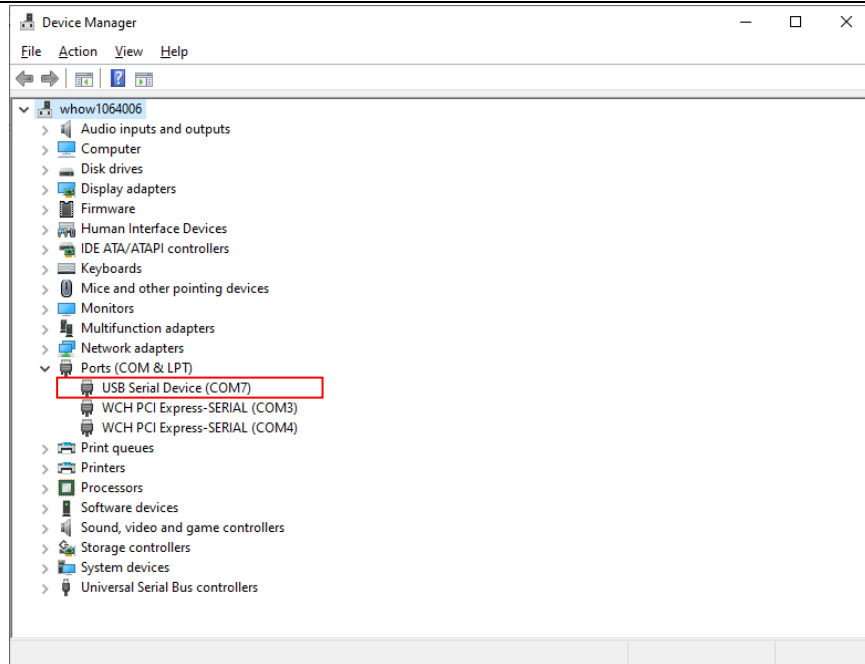 Device Manager
File Action View Help
whow1064006
Audio inputs and outputs
Computer
Disk drives
Display adapters
Firmware
Human Interface Devices
IDE ATA/ATAPI controllers
Keyboards
Mice and other pointing devices
Monitors
Multifunction adapters
Network adapters
Ports (COM & LPT)
USB Serial Device (COM7)
WCH PCI Express-SERIAL (COM3)
WCH PCI Express-SERIAL (COM4)
Print queues
Printers
Processors
Software devices
Sound, video and game controllers
Storage controllers
System devices
Universal Serial Bus controllers